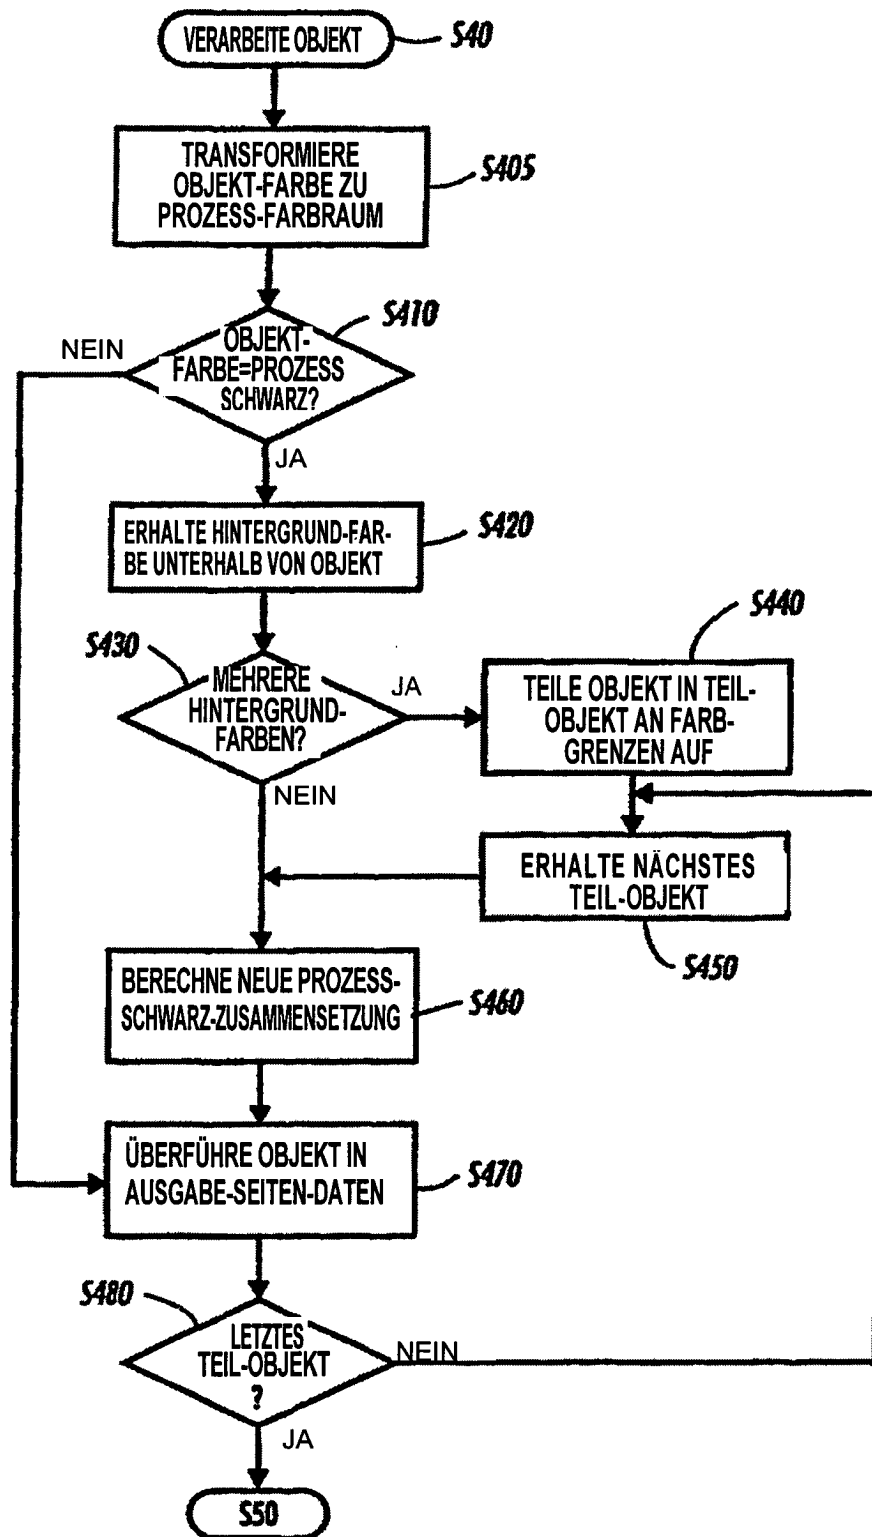 VERARBEITE OBJEKT
S40
TRANSFORMIERE
OBJEKT-FARBE ZU
PROZESS-FARBRAUM
S405
S410
NEIN
OBJEKT-
FARBE=PROZESS
SCHWARZ?
JA
ERHALTE HINTERGRUND-FAR-
BE UNTERHALB VON OBJEKT
S420
S430
MEHRERE
HINTERGRUND-
FARBEN?
JA
NEIN
S440
TEILE OBJEKT IN TEIL-
OBJEKT AN FARB-
GRENZEN AUF
ERHALTE NÄCHSTES
TEIL-OBJEKT
S450
BERECHNE NEUE PROZESS-
SCHWARZ-ZUSAMMENSETZUNG
S460
ÜBERFÜHRE OBJEKT IN
AUSGABE-SEITEN-DATEN
S470
S480
LETZTES
TEIL-OBJEKT
?
NEIN
JA
S50